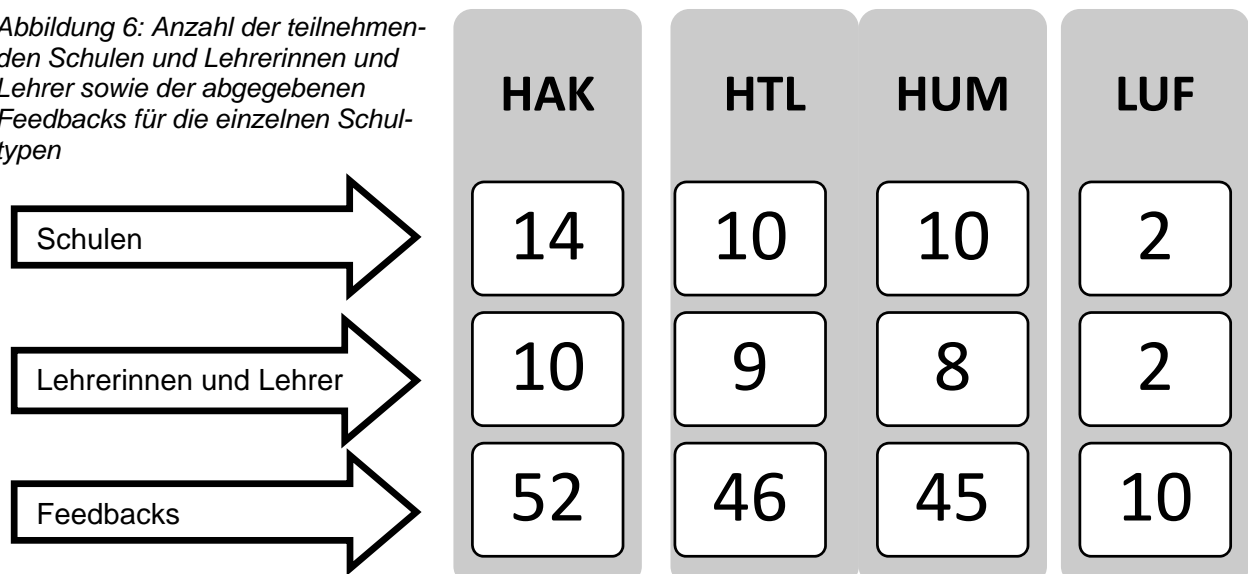 Abbildung 6: Anzahl der teilnehmen-
den Schulen und Lehrerinnen und
Lehrer sowie der abgegebenen
Feedbacks für die einzelnen Schul-
typen
HAK HTL HUM LUF
Schulen 14 10 10 2
Lehrerinnen und Lehrer 10 9 8 2
Feedbacks 52 46 45 10